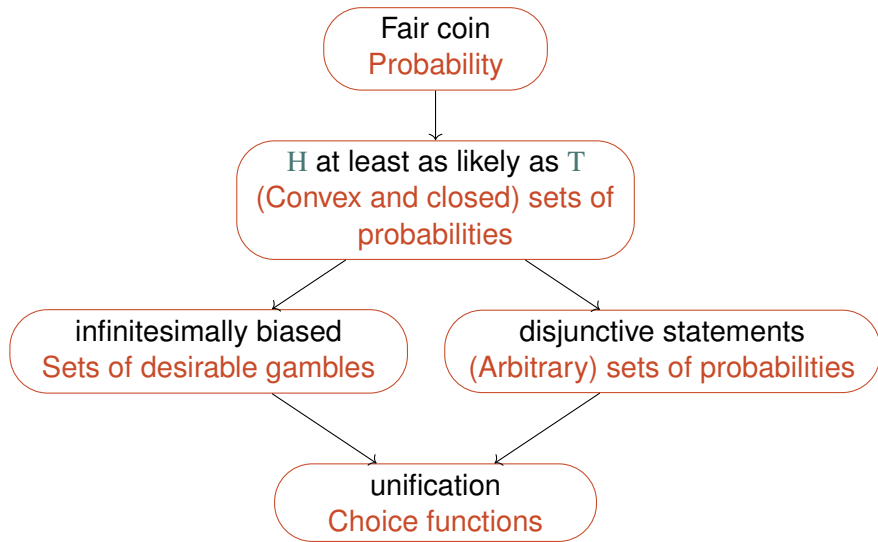 Fair coin
Probability
H at least as likely as T
(Convex and closed) sets of
probabilities
infinitesimally biased
Sets of desirable gambles
disjunctive statements
(Arbitrary) sets of probabilities
unification
Choice functions